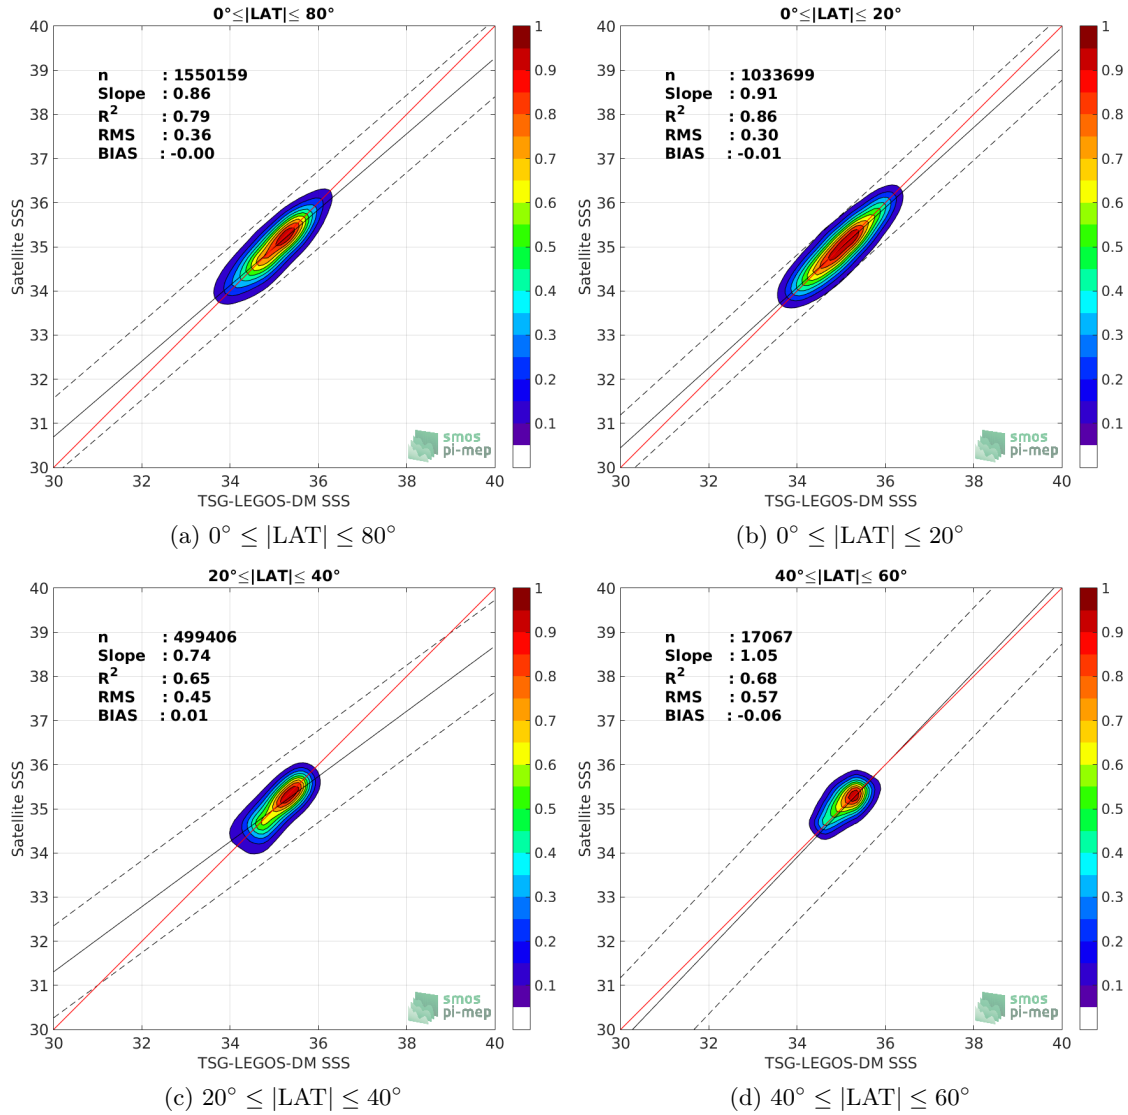 0°≤|LAT|≤ 80°
n : 1550159
Slope : 0.86
R² : 0.79
RMS : 0.36
BIAS : -0.00
Satellite SSS
40
39
38
37
36
35
34
33
32
31
30
30 32 34 36 38 40
TSG-LEGOS-DM SSS
1
0.9
0.8
0.7
0.6
0.5
0.4
0.3
0.2
0.1
smos
pi-mep
(a) 0° ≤ |LAT| ≤ 80°
0°≤|LAT|≤ 20°
n : 1033699
Slope : 0.91
R² : 0.86
RMS : 0.30
BIAS : -0.01
Satellite SSS
40
39
38
37
36
35
34
33
32
31
30
30 32 34 36 38 40
TSG-LEGOS-DM SSS
1
0.9
0.8
0.7
0.6
0.5
0.4
0.3
0.2
0.1
smos
pi-mep
(b) 0° ≤ |LAT| ≤ 20°
20°≤|LAT|≤ 40°
n : 499406
Slope : 0.74
R² : 0.65
RMS : 0.45
BIAS : 0.01
Satellite SSS
40
39
38
37
36
35
34
33
32
31
30
30 32 34 36 38 40
TSG-LEGOS-DM SSS
1
0.9
0.8
0.7
0.6
0.5
0.4
0.3
0.2
0.1
smos
pi-mep
(c) 20° ≤ |LAT| ≤ 40°
40°≤|LAT|≤ 60°
n : 17067
Slope : 1.05
R² : 0.68
RMS : 0.57
BIAS : -0.06
Satellite SSS
40
39
38
37
36
35
34
33
32
31
30
30 32 34 36 38 40
TSG-LEGOS-DM SSS
1
0.9
0.8
0.7
0.6
0.5
0.4
0.3
0.2
0.1
smos
pi-mep
(d) 40° ≤ |LAT| ≤ 60°